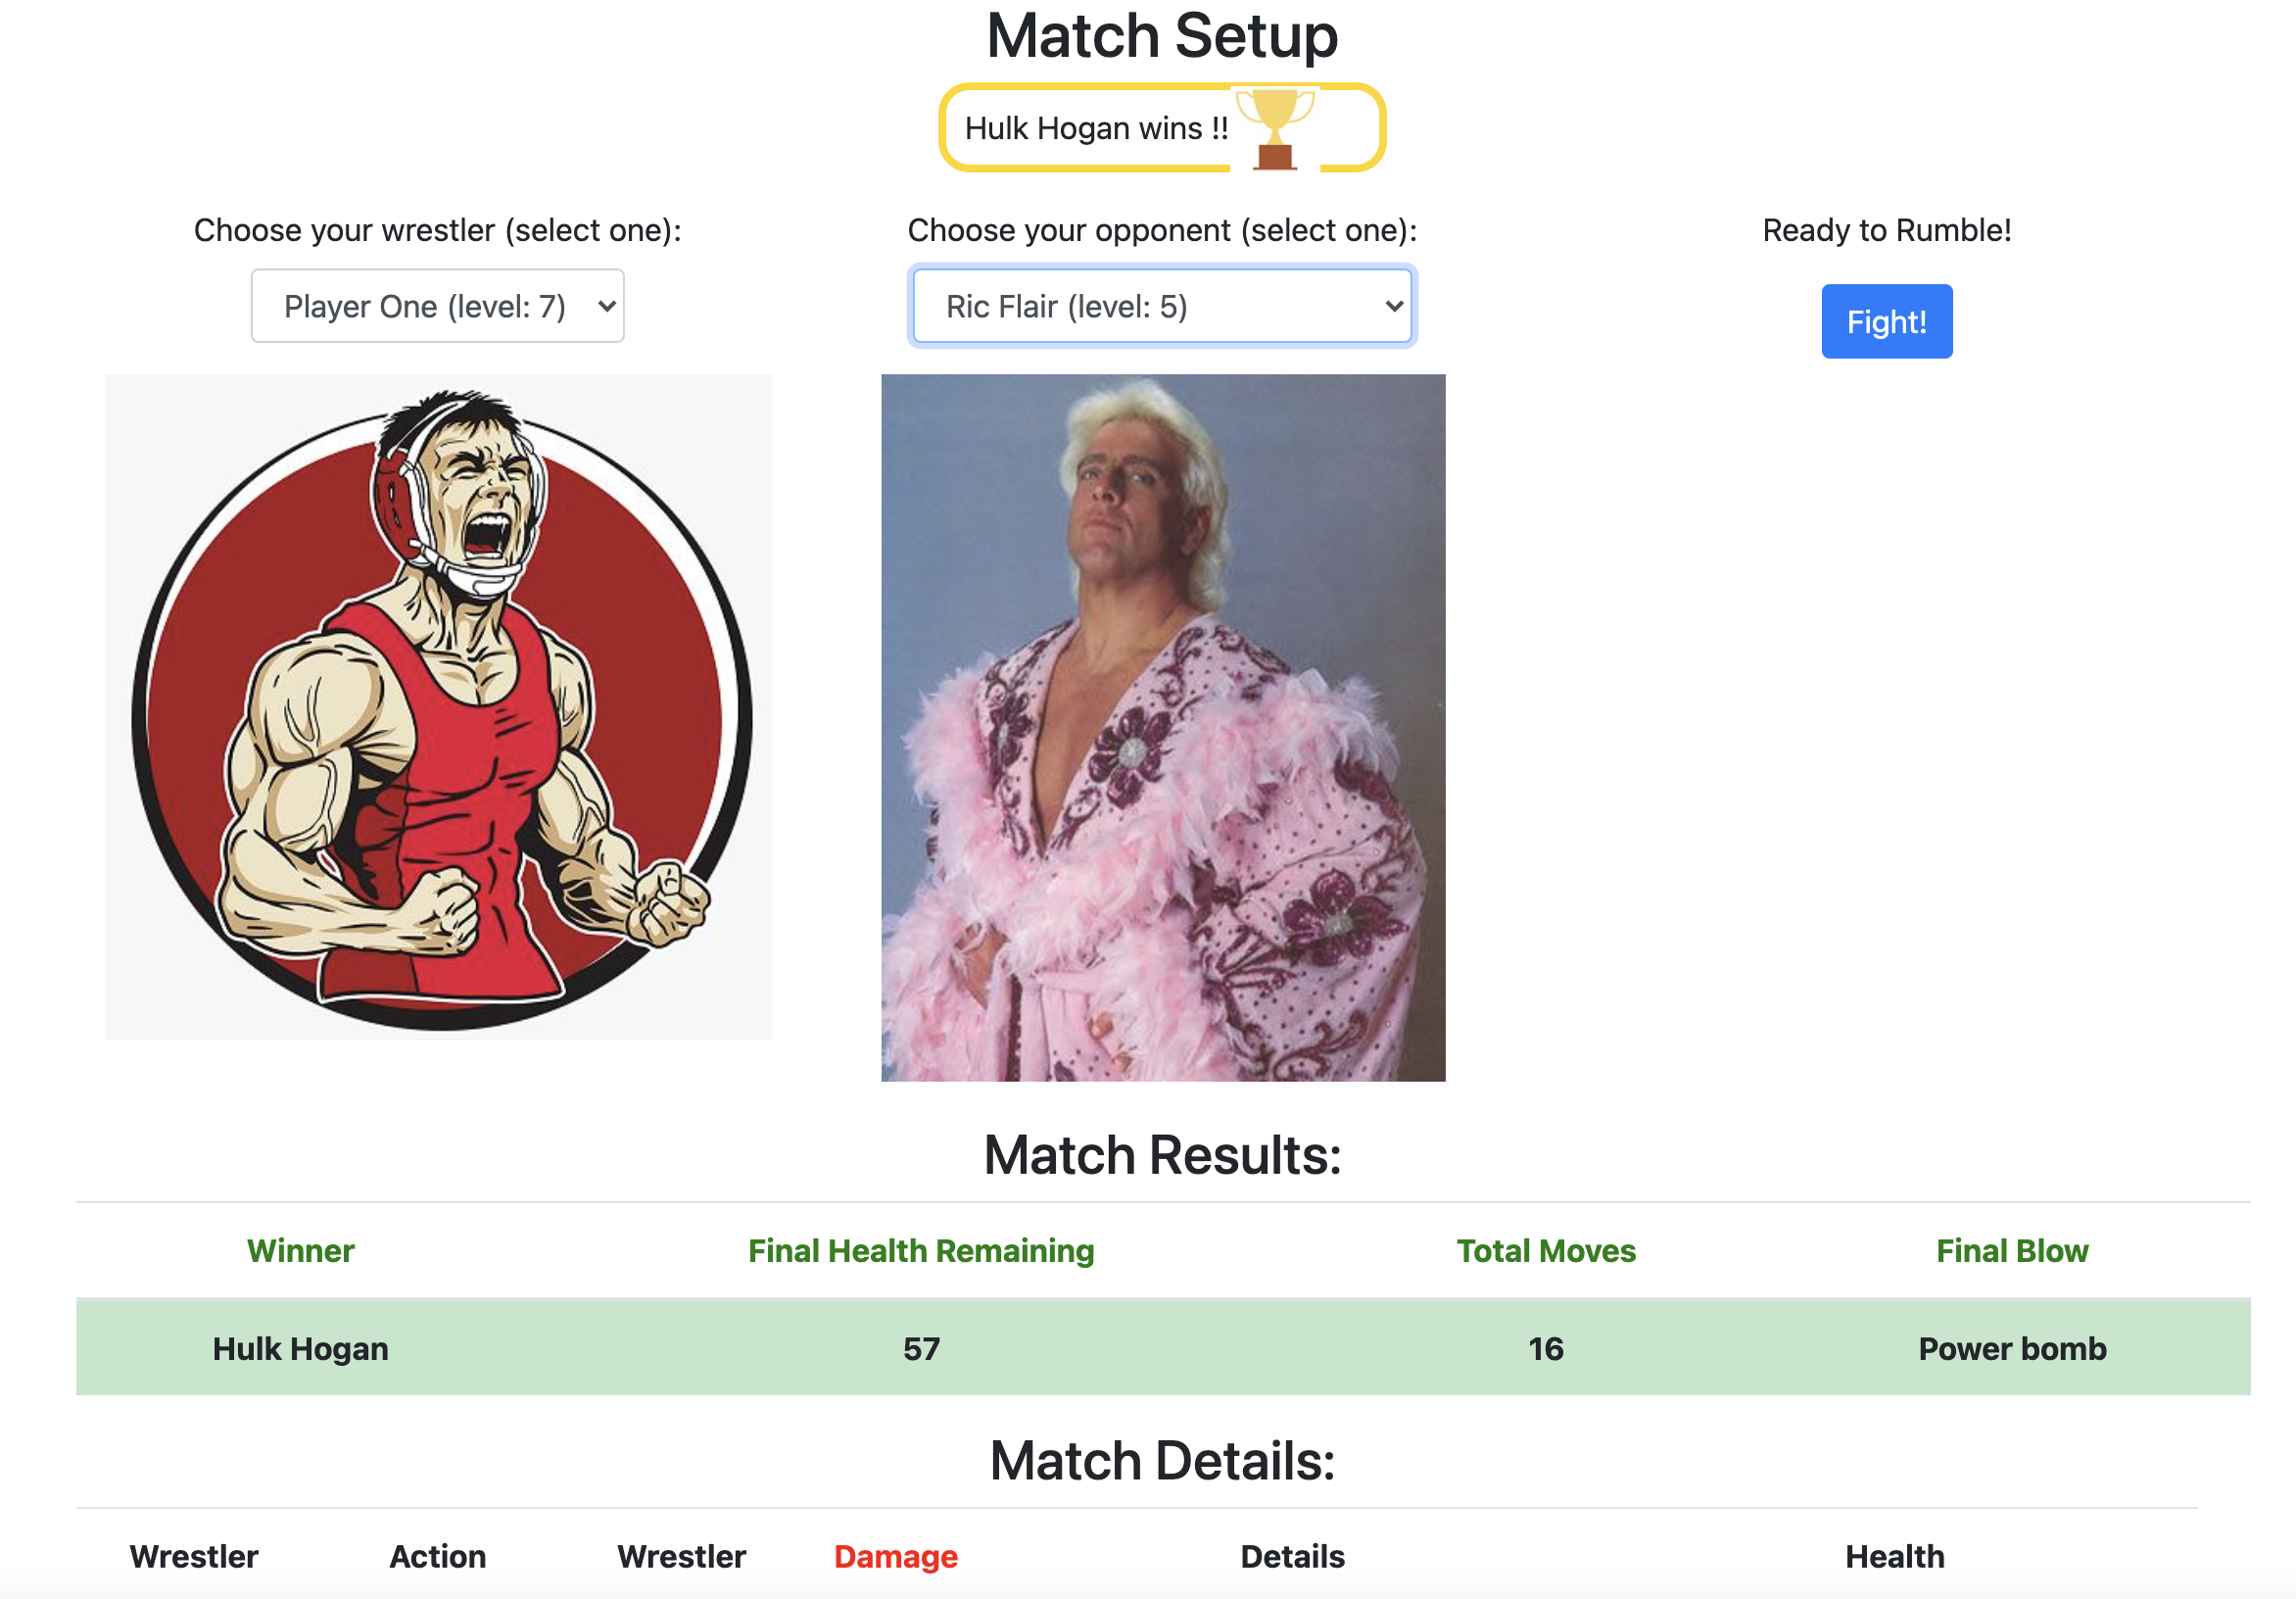 Match Setup
Hulk Hogan wins !!
Choose your wrestler (select one): Choose your opponent (select one): Ready to Rumble!
Player One (level: 7) Ric Flair (level: 5) Fight!
Match Results:
Winner Final Health Remaining Total Moves Final Blow
Hulk Hogan 57 16 Power bomb
Match Details:
Wrestler Action Wrestler Damage Details Health